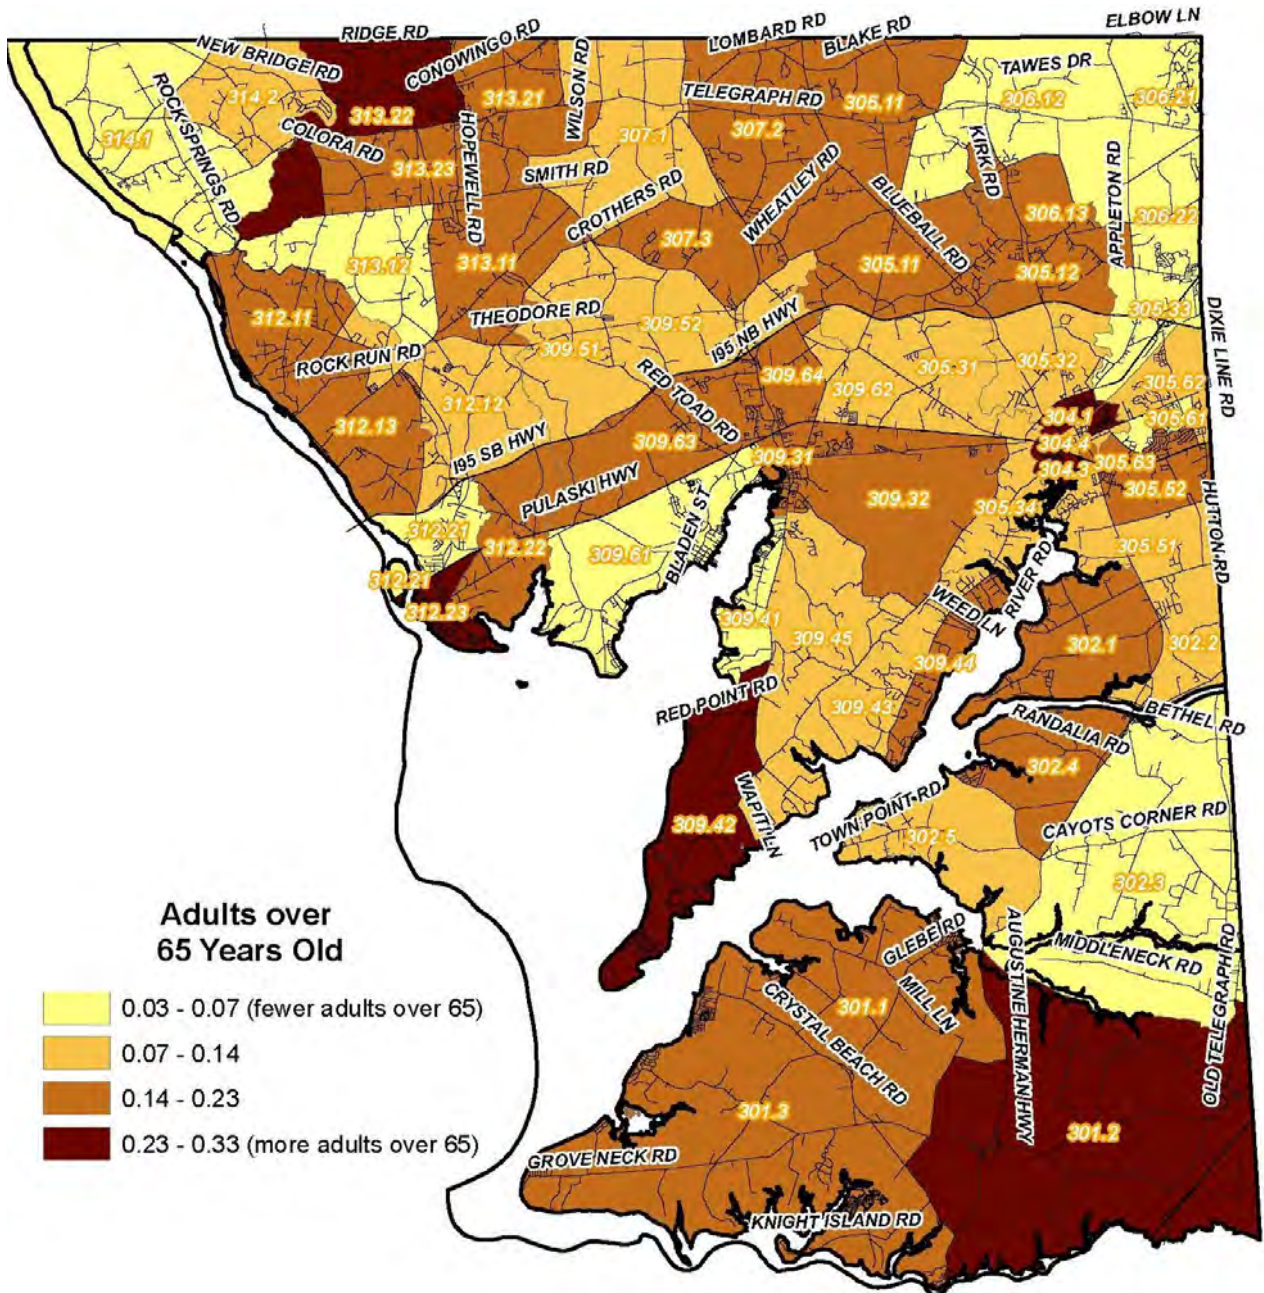 ELBOW LN
RIDGE RD
LOMBARD RD
BLAKE RD
NEW BRIDGE RD
CONOWINGO RD
WILSON RD
TAWES DR
ROCK SPRINGS RD
314.2
313.22
313.21
TELEGRAPH RD
306.11
306.12
306.21
314.1
COLORA RD
HOPEWELL RD
307.1
307.2
KIRK RD
APPLETON RD
313.23
SMITH RD
CROTHERS RD
WHEATLEY RD
BLUEBALL RD
306.13
306.22
313.12
313.11
307.3
305.11
305.12
312.11
THEODORE RD
309.52
I95 NB HWY
305.33
DIXIE LINE RD
ROCK RUN RD
309.51
RED TOAD RD
309.64
309.62
305.31
305.32
305.62
312.12
312.13
304.1
305.61
I95 SB HWY
309.63
304.4
309.31
304.3
305.63
PULASKI HWY
309.32
305.52
HUTTON RD
305.34
312.21
312.22
309.61
BLADEN ST
305.51
312.21
RIVER RD
312.23
WEED LN
309.41
309.45
302.1
302.2
309.44
RED POINT RD
309.43
RANDALIA RD
BETHEL RD
302.4
WAPITI LN
TOWN POINT RD
309.42
302.5
CAYOTS CORNER RD
302.3
Adults over
65 Years Old
GLEBE RD
AUGUSTINE HERMAN HWY
MIDDLENECK RD
OLD TELEGRAPH RD
0.03 - 0.07 (fewer adults over 65)
CRYSTAL BEACH RD
301.1
MILL LN
0.07 - 0.14
0.14 - 0.23
301.3
301.2
0.23 - 0.33 (more adults over 65)
GROVE NECK RD
KNIGHT ISLAND RD